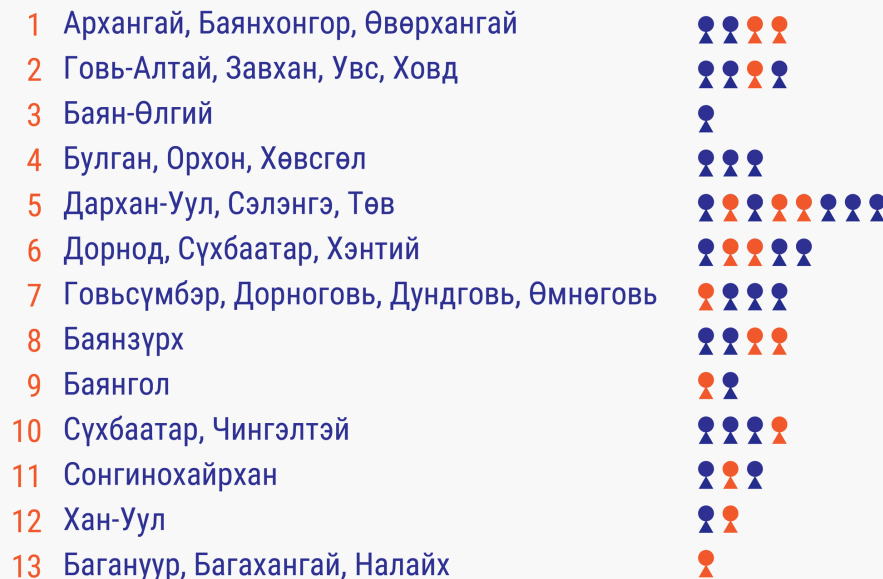 1 Архангай, Баянхонгор, Өвөрхангай
2 Говь-Алтай, Завхан, Увс, Ховд
3 Баян-Өлгий
4 Булган, Орхон, Хөвсгөл
5 Дархан-Уул, Сэлэнгэ, Төв
6 Дорнод, Сүхбаатар, Хэнтий
7 Говьсүмбэр, Дорноговь, Дундговь, Өмнөговь
8 Баянзүрх
9 Баянгол
10 Сүхбаатар, Чингэлтэй
11 Сонгинохайрхан
12 Хан-Уул
13 Багануур, Багахангай, Налайх